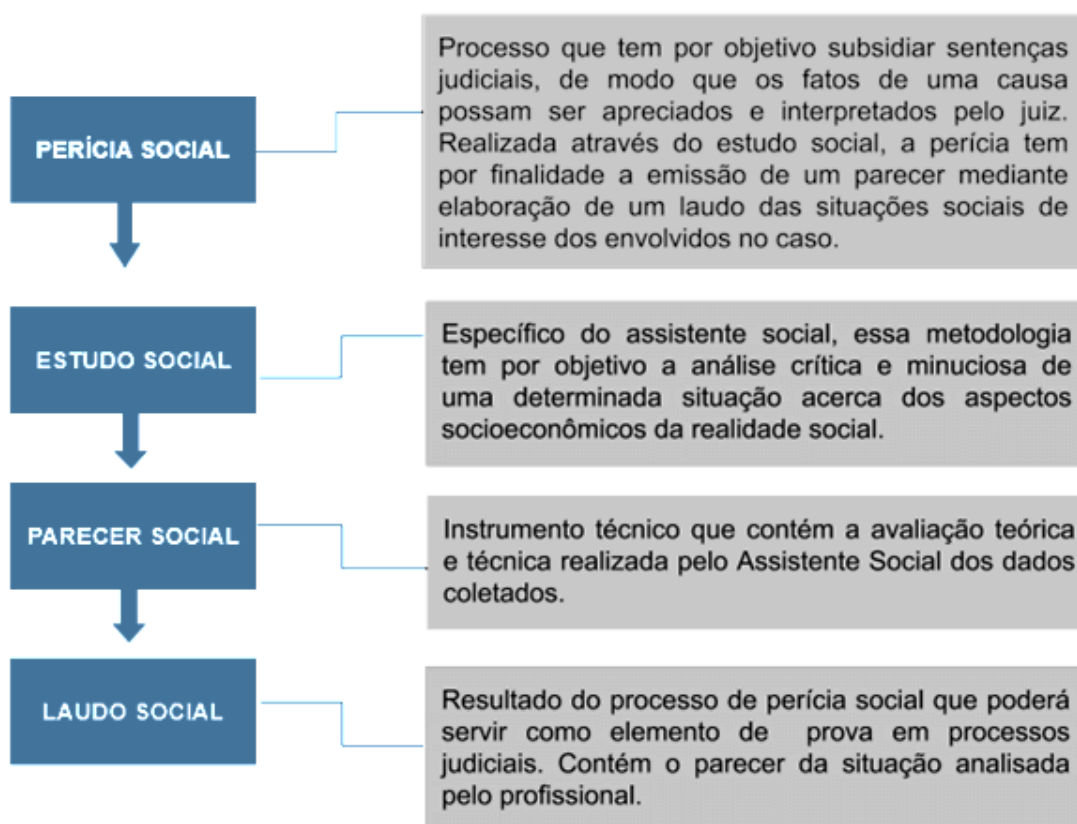 PERÍCIA SOCIAL
Processo que tem por objetivo subsidiar sentenças
judiciais, de modo que os fatos de uma causa
possam ser apreciados e interpretados pelo juiz.
Realizada através do estudo social, a perícia tem
por finalidade a emissão de um parecer mediante
elaboração de um laudo das situações sociais de
interesse dos envolvidos no caso.
ESTUDO SOCIAL
Específico do assistente social, essa metodologia
tem por objetivo a análise crítica e minuciosa de
uma determinada situação acerca dos aspectos
socioeconômicos da realidade social.
PARECER SOCIAL
Instrumento técnico que contém a avaliação teórica
e técnica realizada pelo Assistente Social dos dados
coletados.
LAUDO SOCIAL
Resultado do processo de perícia social que poderá
servir como elemento de prova em processos
judiciais. Contém o parecer da situação analisada
pelo profissional.